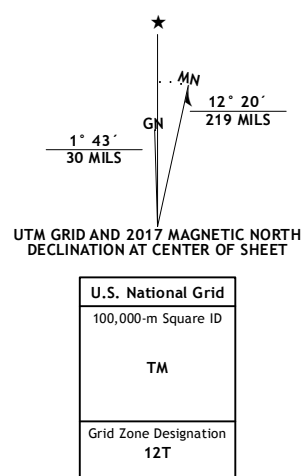 ★
MN
GN
12° 20´
219 MILS
1° 43´
30 MILS
UTM GRID AND 2017 MAGNETIC NORTH
DECLINATION AT CENTER OF SHEET
U.S. National Grid
100,000-m Square ID
TM
Grid Zone Designation
12T